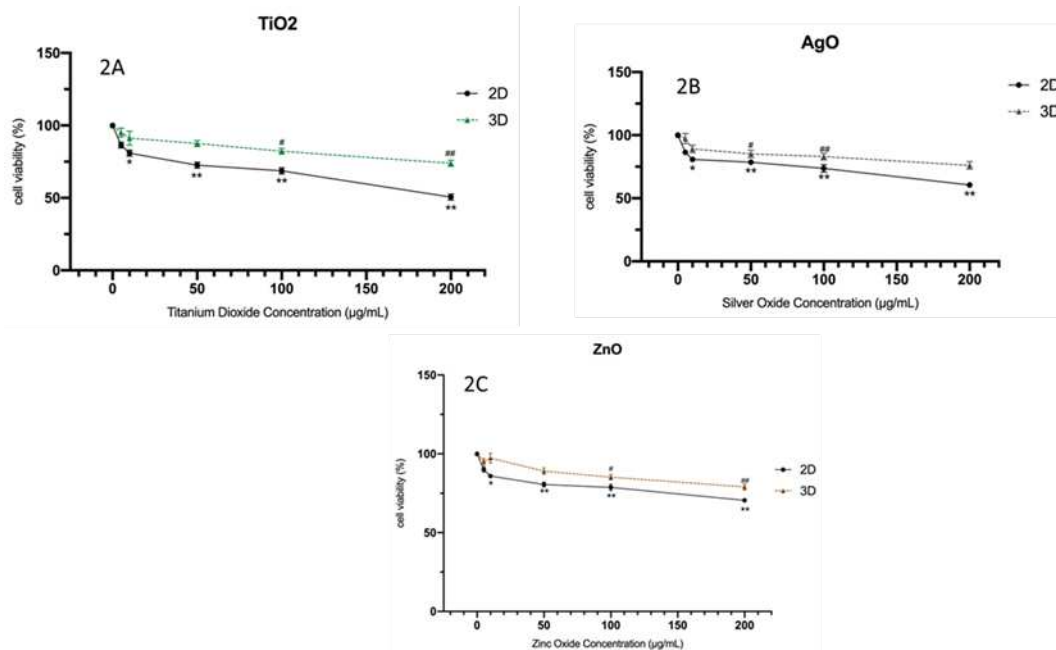 TiO2
2A
150
100
50
0
cell viability (%)
2D
3D
#
##
*
**
**
**
0 50 100 150 200
Titanium Dioxide Concentration (µg/mL)
AgO
2B
150
100
50
0
cell viability (%)
2D
3D
#
##
*
**
**
**
0 50 100 150 200
Silver Oxide Concentration (µg/mL)
ZnO
2C
150
100
50
0
cell viability (%)
2D
3D
#
##
*
**
**
**
0 50 100 150 200
Zinc Oxide Concentration (µg/mL)